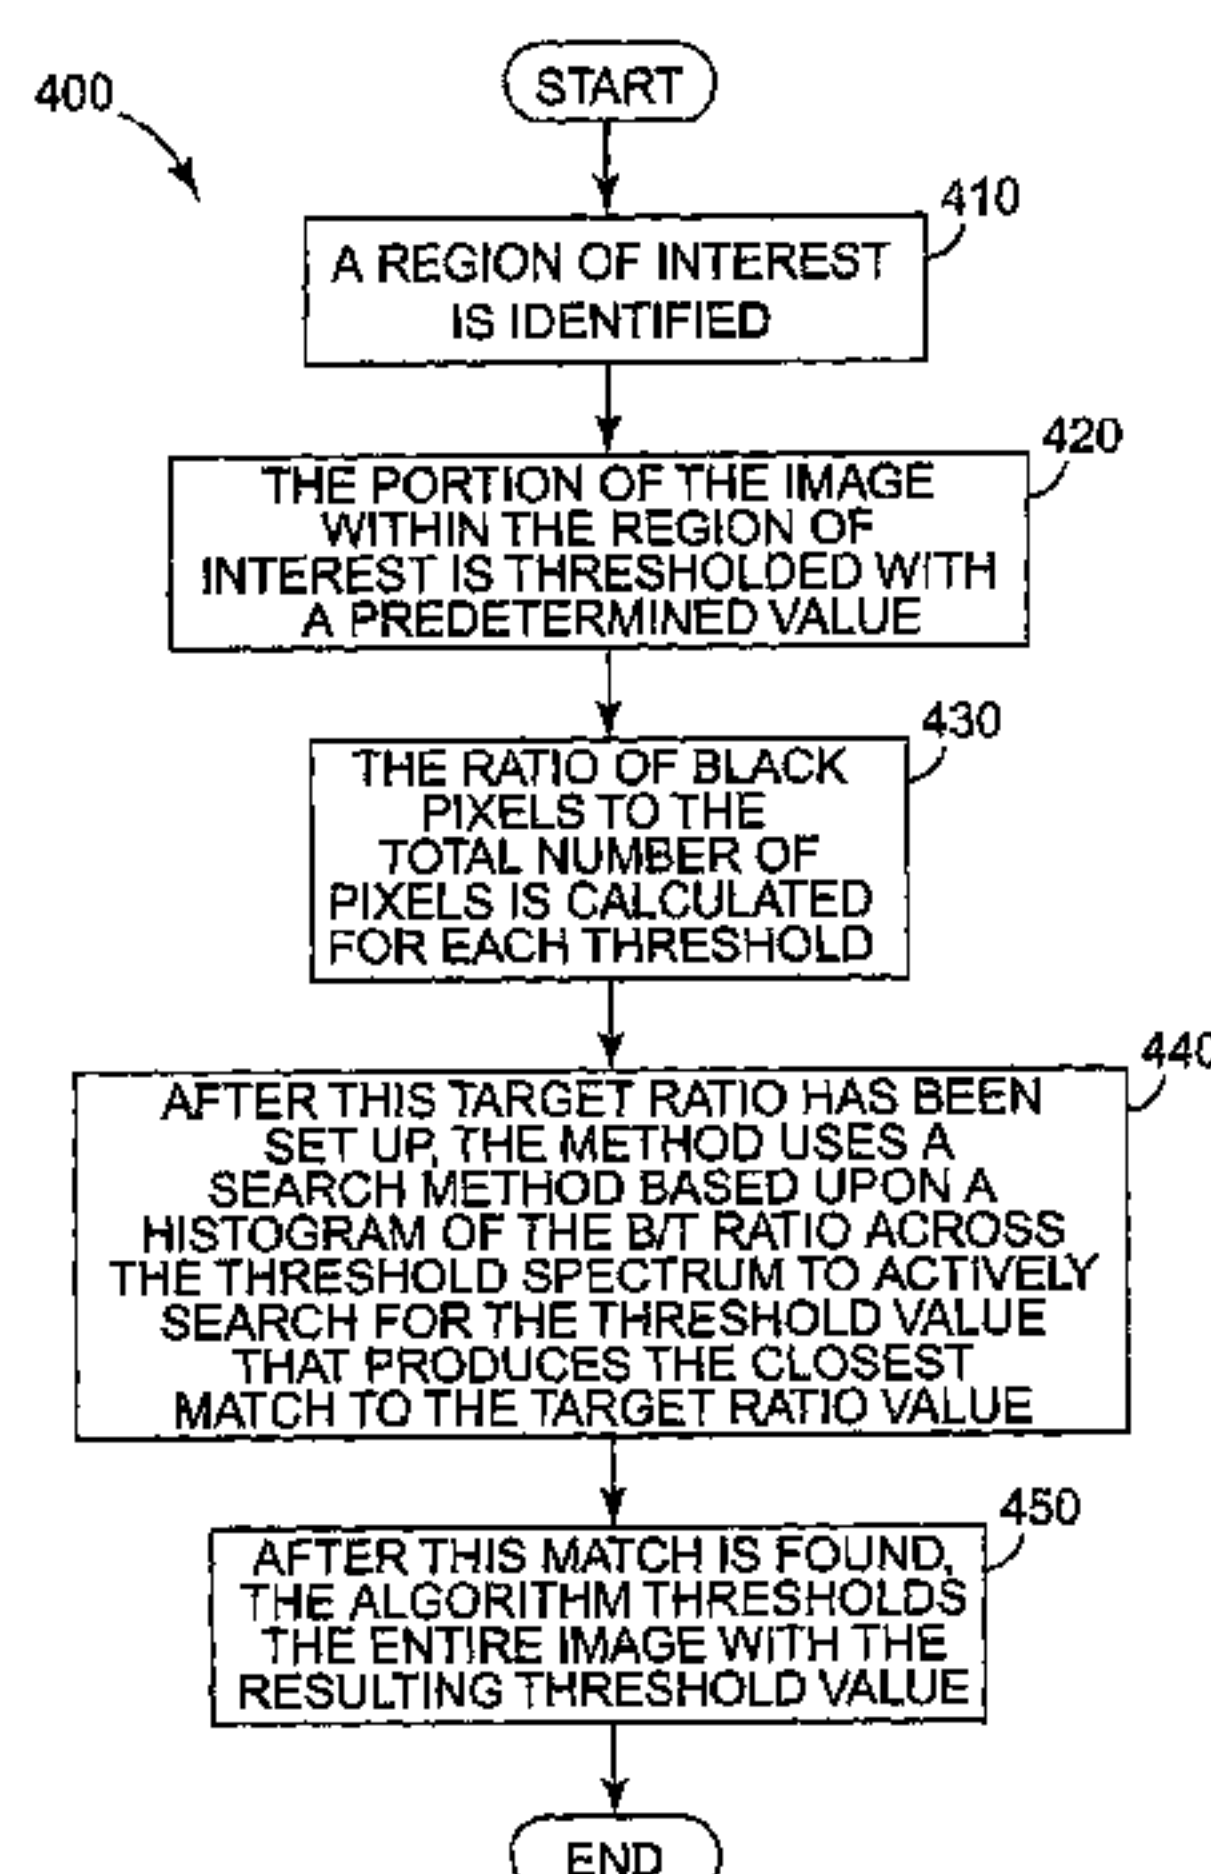 400
START
410
A REGION OF INTEREST
IS IDENTIFIED
420
THE PORTION OF THE IMAGE
WITHIN THE REGION OF
INTEREST IS THRESHOLDED WITH
A PREDETERMINED VALUE
430
THE RATIO OF BLACK
PIXELS TO THE
TOTAL NUMBER OF
PIXELS IS CALCULATED
FOR EACH THRESHOLD
440
AFTER THIS TARGET RATIO HAS BEEN
SET UP, THE METHOD USES A
SEARCH METHOD BASED UPON A
HISTOGRAM OF THE B/T RATIO ACROSS
THE THRESHOLD SPECTRUM TO ACTIVELY
SEARCH FOR THE THRESHOLD VALUE
THAT PRODUCES THE CLOSEST
MATCH TO THE TARGET RATIO VALUE
450
AFTER THIS MATCH IS FOUND,
THE ALGORITHM THRESHOLDS
THE ENTIRE IMAGE WITH THE
RESULTING THRESHOLD VALUE
END